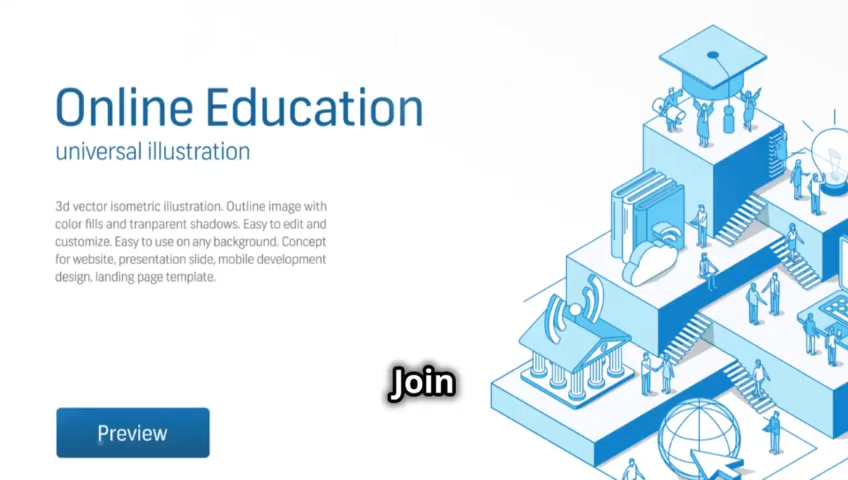 Online Education
universal illustration
3d vector isometric illustration. Outline image with
color fills and tranparent shadows. Easy to edit and
customize. Easy to use on any background. Concept
for website, presentation slide, mobile development
design, landing page template.
Join
Preview